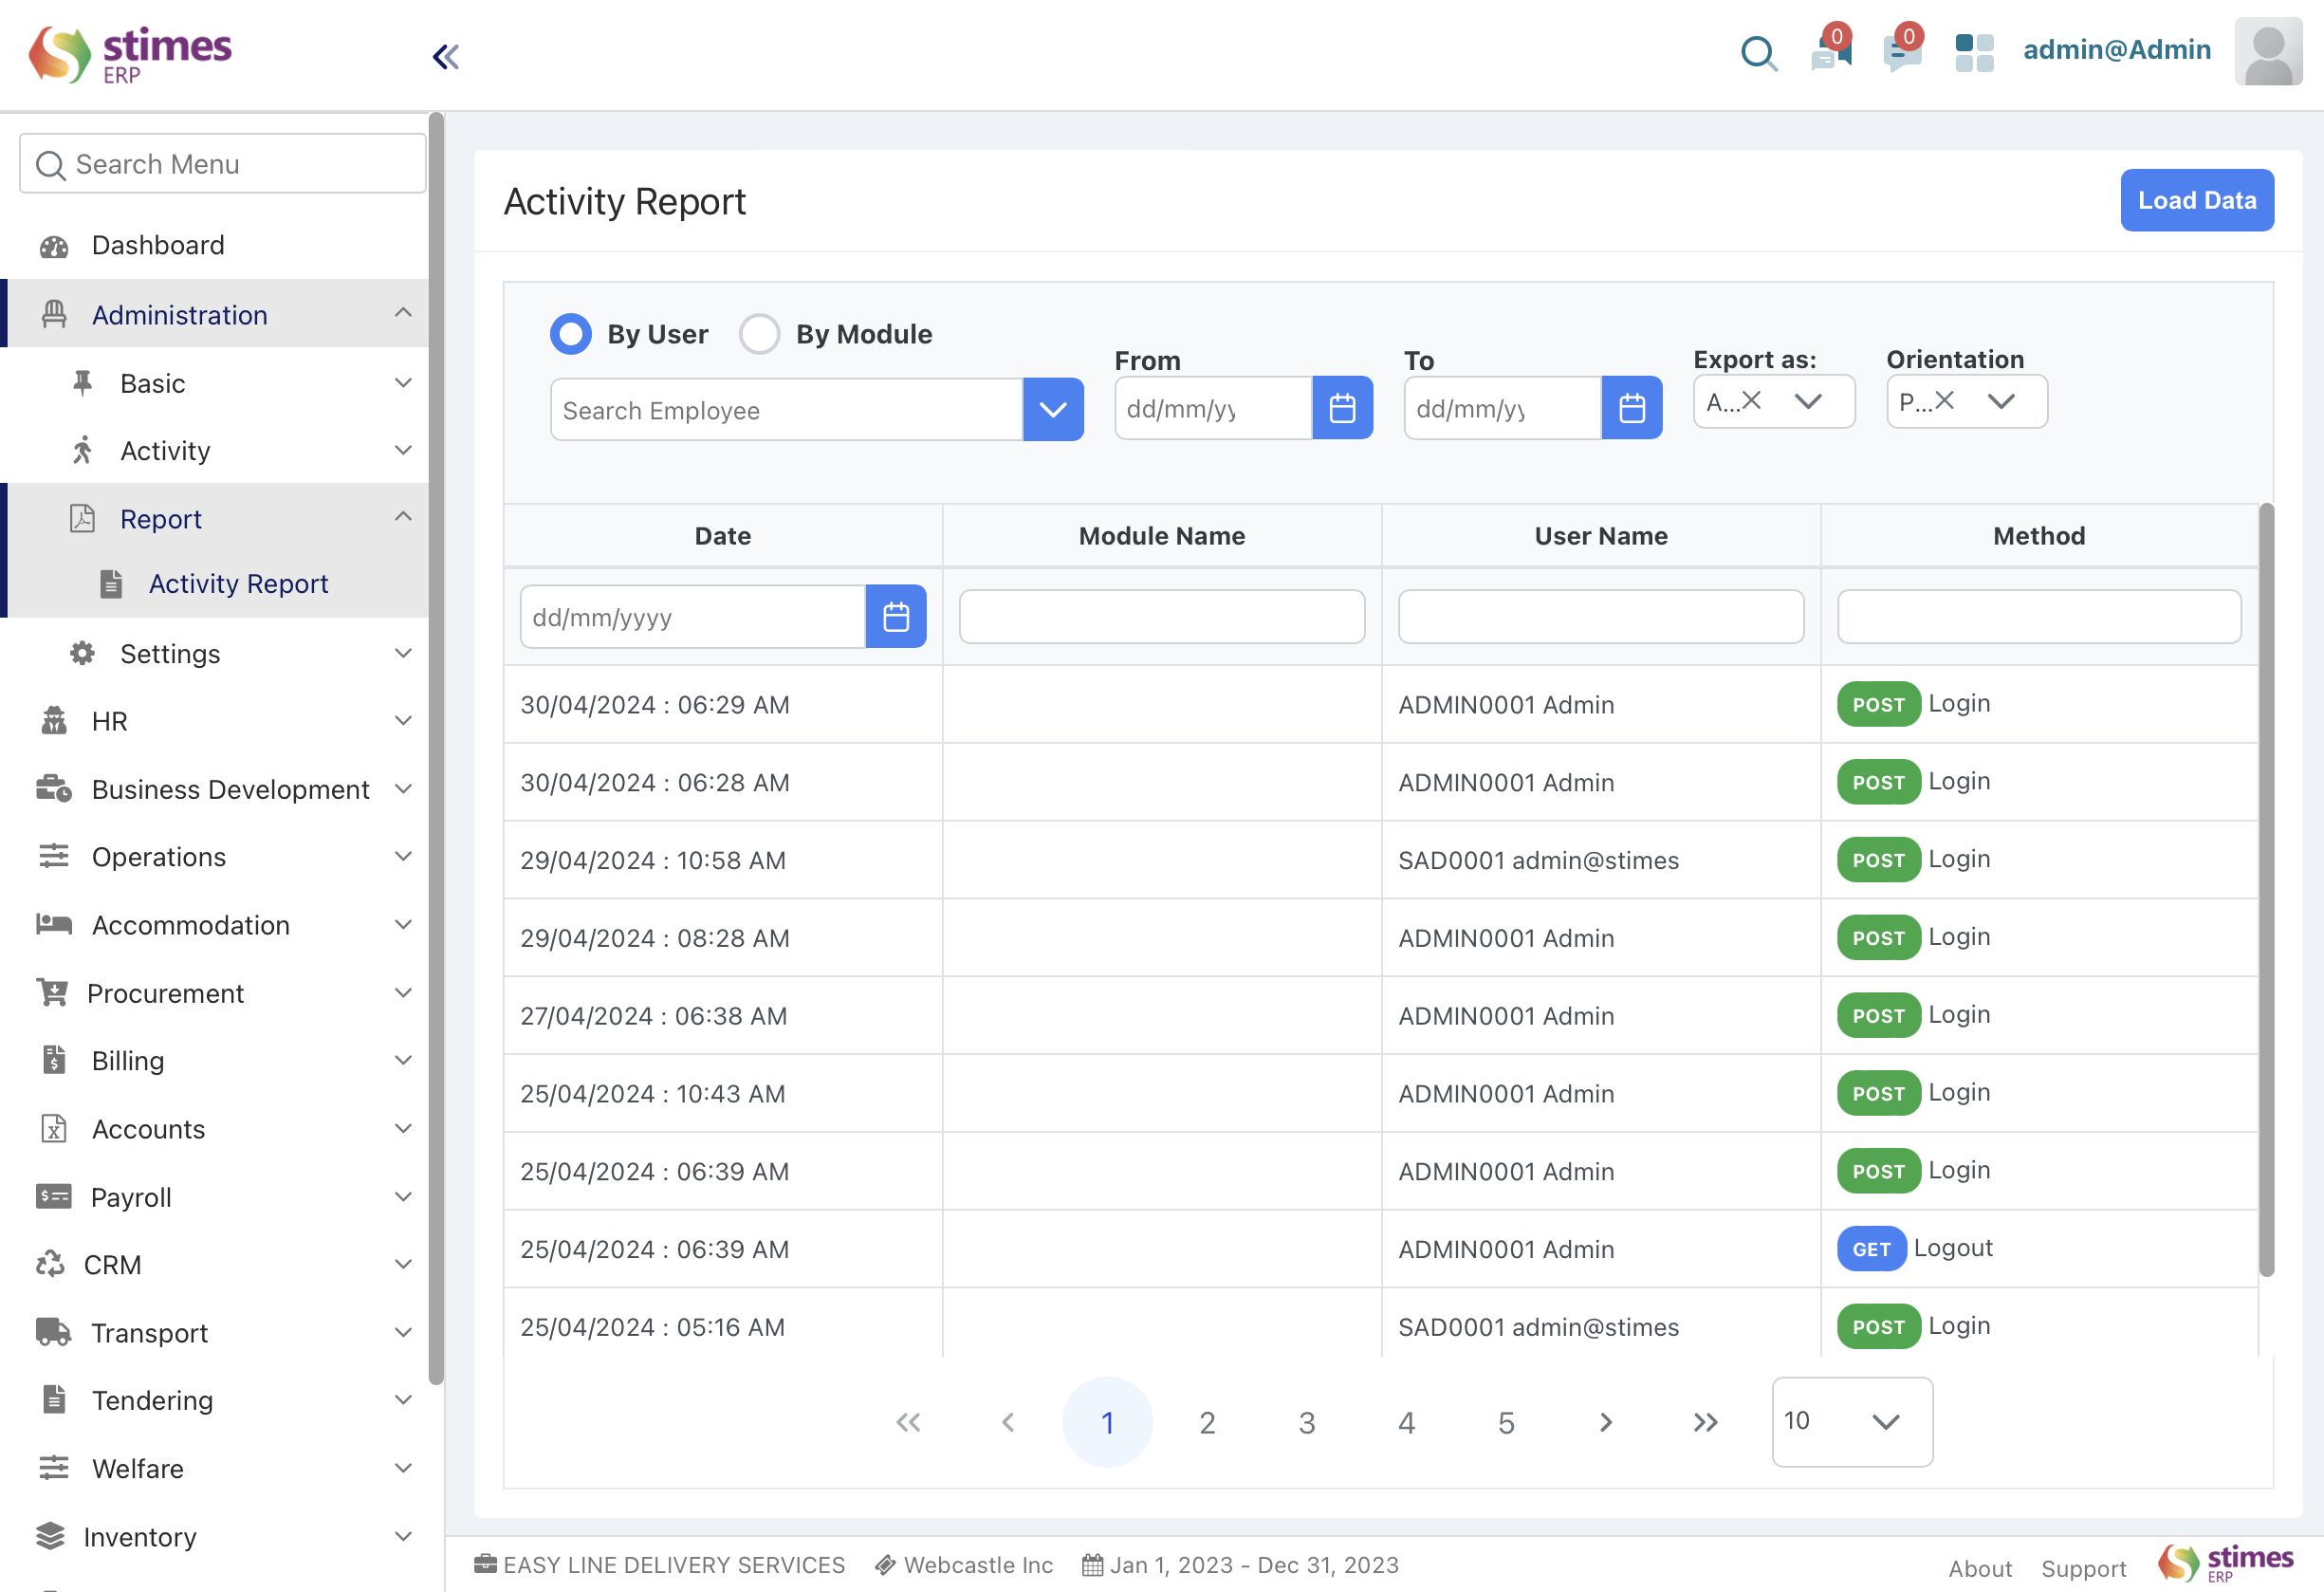 stimes
ERP
0
0
admin@Admin
Search Menu
Dashboard
Administration
Basic
Activity
Report
Activity Report
Settings
HR
Business Development
Operations
Accommodation
Procurement
Billing
Accounts
Payroll
CRM
Transport
Tendering
Welfare
Inventory
Activity Report
Load Data
By User
By Module
From
To
Export as:
Orientation
Search Employee
dd/mm/yy
dd/mm/yy
A...
P...
Date Module Name User Name Method
dd/mm/yyyy
30/04/2024 : 06:29 AM ADMIN0001 Admin POST Login
30/04/2024 : 06:28 AM ADMIN0001 Admin POST Login
29/04/2024 : 10:58 AM SAD0001 admin@stimes POST Login
29/04/2024 : 08:28 AM ADMIN0001 Admin POST Login
27/04/2024 : 06:38 AM ADMIN0001 Admin POST Login
25/04/2024 : 10:43 AM ADMIN0001 Admin POST Login
25/04/2024 : 06:39 AM ADMIN0001 Admin POST Login
25/04/2024 : 06:39 AM ADMIN0001 Admin GET Logout
25/04/2024 : 05:16 AM SAD0001 admin@stimes POST Login
1 2 3 4 5 10
EASY LINE DELIVERY SERVICES Webcastle Inc Jan 1, 2023 - Dec 31, 2023
About Support
stimes
ERP